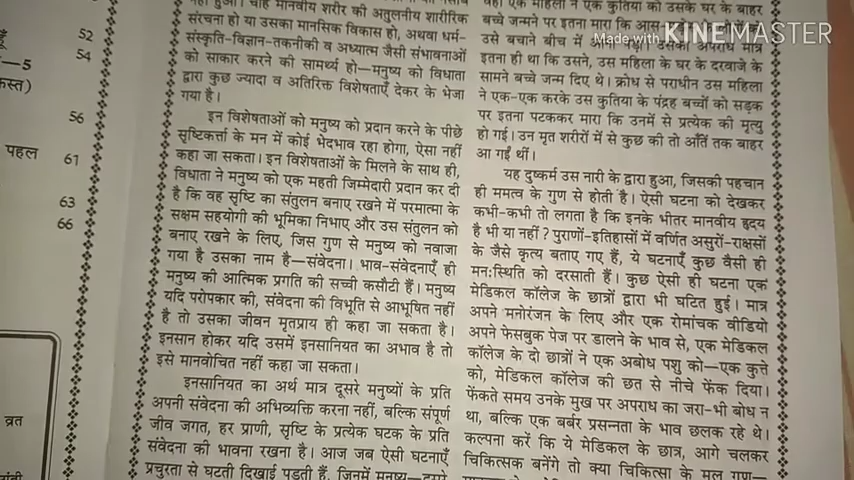 52
54
—5
56
पहल
61
63
66
व्रत
नहीं हुआ। चाहे मानवीय शरीर की अतुलनीय शारीरिक
संरचना हो या उसका मानसिक विकास हो, अथवा धर्म-
संस्कृति-विज्ञान-तकनीकी व अध्यात्म जैसी संभावनाओं
को साकार करने की सामर्थ्य हो—मनुष्य को विधाता
द्वारा कुछ ज्यादा व अतिरिक्त विशेषताएँ देकर के भेजा
गया है।
इन विशेषताओं को मनुष्य को प्रदान करने के पीछे
सृष्टिकर्त्ता के मन में कोई भेदभाव रहा होगा, ऐसा नहीं
कहा जा सकता। इन विशेषताओं के मिलने के साथ ही,
विधाता ने मनुष्य को एक महती जिम्मेदारी प्रदान कर दी
है कि वह सृष्टि का संतुलन बनाए रखने में परमात्मा के
सक्षम सहयोगी की भूमिका निभाए और उस संतुलन को
बनाए रखने के लिए, जिस गुण से मनुष्य को नवाजा
गया है उसका नाम है—संवेदना। भाव-संवेदनाएँ ही
मनुष्य की आत्मिक प्रगति की सच्ची कसौटी हैं। मनुष्य
यदि परोपकार की, संवेदना की विभूति से आभूषित नहीं
है तो उसका जीवन मृतप्राय ही कहा जा सकता है।
इनसान होकर यदि उसमें इनसानियत का अभाव है तो
इसे मानवोचित नहीं कहा जा सकता।
इनसानियत का अर्थ मात्र दूसरे मनुष्यों के प्रति
अपनी संवेदना की अभिव्यक्ति करना नहीं, बल्कि संपूर्ण
जीव जगत, हर प्राणी, सृष्टि के प्रत्येक घटक के प्रति
संवेदना की भावना रखना है। आज जब ऐसी घटनाएँ
प्रचुरता से घटती दिखाई पड़ती हैं, जिनमें मनुष्य—दूसरे
वहीं एक महिला ने एक कुतिया को उसके घर के बाहर
बच्चे जन्मने पर इतना मारा कि
उसे बचाने बीच में उसका अपराध मात्र
इतना ही था कि उसने, उस महिला के घर के दरवाजे के
सामने बच्चे जन्म दिए थे। क्रोध से पराधीन उस महिला
ने एक-एक करके उस कुतिया के पंद्रह बच्चों को सड़क
पर इतना पटककर मारा कि उनमें से प्रत्येक की मृत्यु
हो गई। उन मृत शरीरों में से कुछ की तो आँतें तक बाहर
आ गईं थीं।
यह दुष्कर्म उस नारी के द्वारा हुआ, जिसकी पहचान
ही ममत्व के गुण से होती है। ऐसी घटना को देखकर
कभी-कभी तो लगता है कि इनके भीतर मानवीय हृदय
है भी या नहीं? पुराणों-इतिहासों में वर्णित असुरों-राक्षसों
के जैसे कृत्य बताए गए हैं, ये घटनाएँ कुछ वैसी ही
मन:स्थिति को दरसाती हैं। कुछ ऐसी ही घटना एक
मेडिकल कॉलेज के छात्रों द्वारा भी घटित हुई। मात्र
अपने मनोरंजन के लिए और एक रोमांचक वीडियो
अपने फेसबुक पेज पर डालने के भाव से, एक मेडिकल
कॉलेज के दो छात्रों ने एक अबोध पशु को—एक कुत्ते
को, मेडिकल कॉलेज की छत से नीचे फेंक दिया।
फेंकते समय उनके मुख पर अपराध का जरा-भी बोध न
था, बल्कि एक बर्बर प्रसन्नता के भाव छलक रहे थे।
कल्पना करें कि ये मेडिकल के छात्र, आगे चलकर
चिकित्सक बनेंगे तो क्या चिकित्सा के मूल गुण—
Made with KINEMASTER